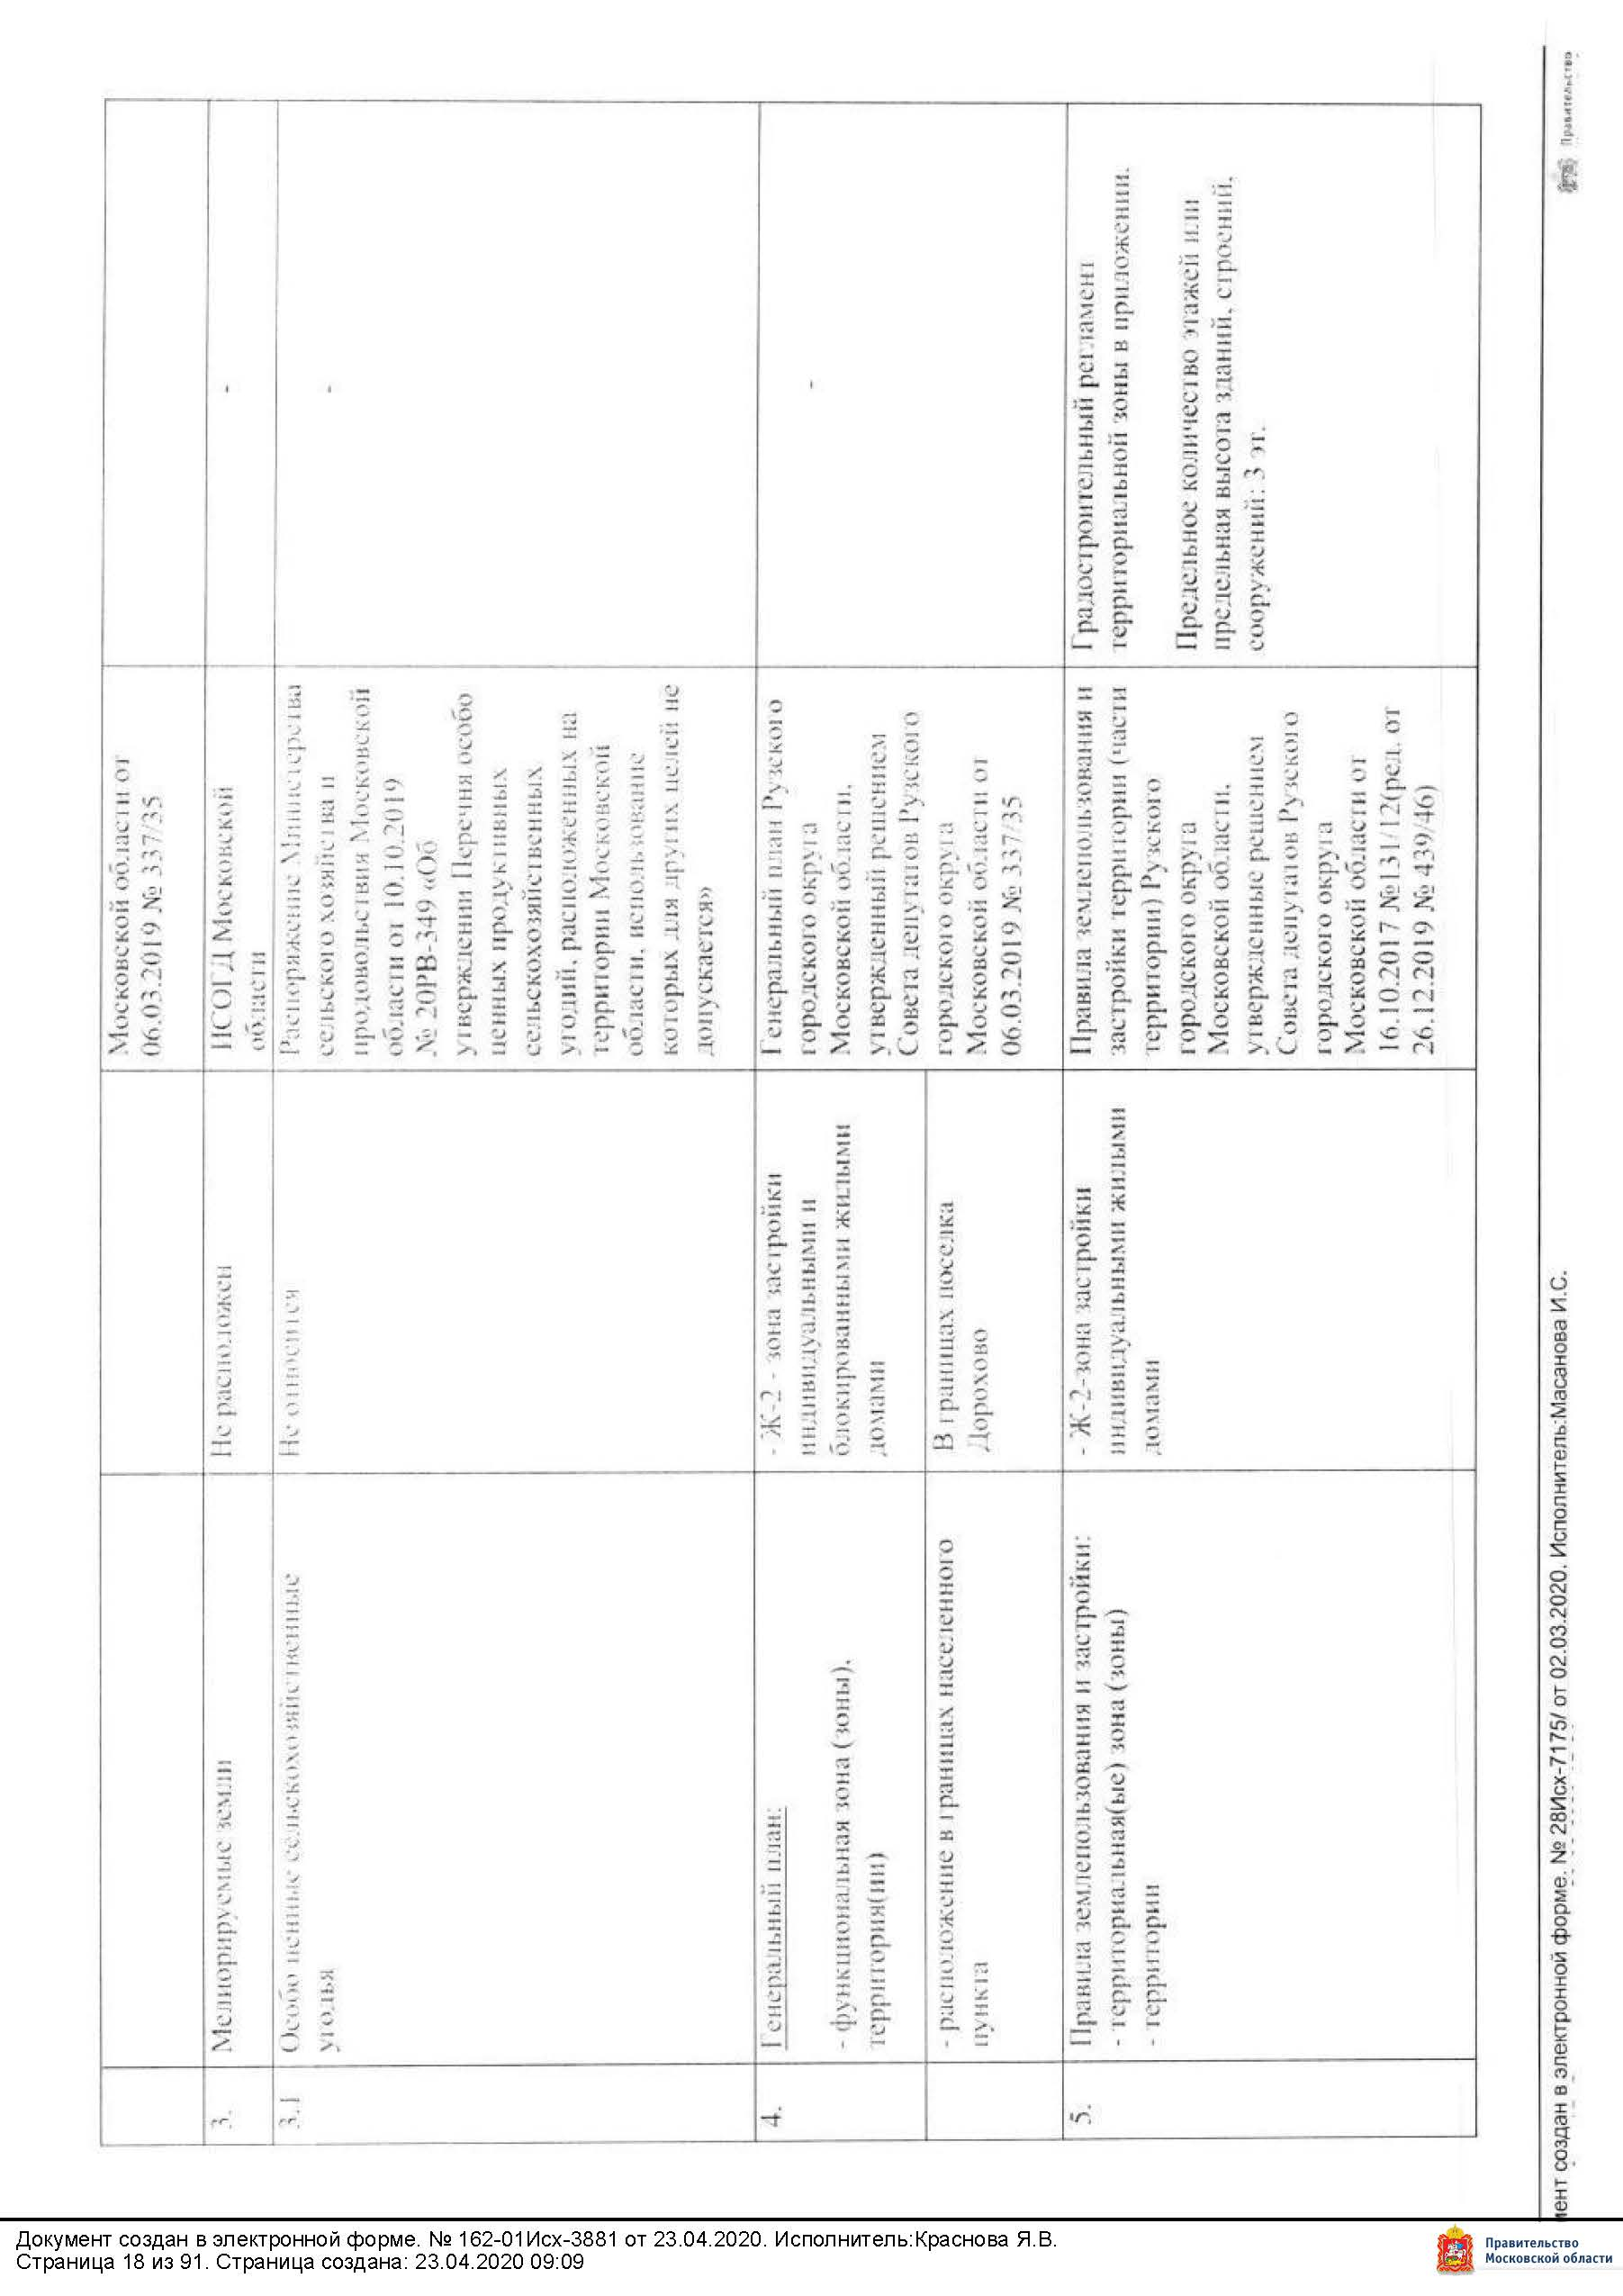 Московской области от
06.03.2019 № 337/35
3.
Мелиорируемые земли
Не расположен
ИСОГД Московской
области
-
3.1
Особо ценные сельскохозяйственные
угодья
Не относится
Распоряжение Министерства
сельского хозяйства и
продовольствия Московской
области от 10.10.2019
№ 20РВ-349 «Об
утверждении Перечня особо
ценных продуктивных
сельскохозяйственных
угодий, расположенных на
территории Московской
области, использование
которых для других целей не
допускается»
-
4.
Генеральный план:
- функциональная зона (зоны),
территория(ии)
- Ж-2 - зона застройки
индивидуальными и
блокированными жилыми
домами
Генеральный план Рузского
городского округа
Московской области,
утвержденный решением
Совета депутатов Рузского
городского округа
Московской области от
06.03.2019 № 337/35
-
- расположение в границах населенного
пункта
В границах поселка
Дорохово
5.
Правила землепользования и застройки:
- территориальная(ые) зона (зоны)
- территории
- Ж-2-зона застройки
индивидуальными жилыми
домами
Правила землепользования и
застройки территории (части
территории) Рузского
городского округа
Московской области,
утвержденные решением
Совета депутатов Рузского
городского округа
Московской области от
16.10.2017 №131/12(ред. от
26.12.2019 № 439/46)
Градостроительный регламент
территориальной зоны в приложении.
Предельное количество этажей или
предельная высота зданий, строений,
сооружений: 3 эт.
мент создан в электронной форме. № 28Исх-7175/ от 02.03.2020. Исполнитель:Масанова И.С.
Правительство
Документ создан в электронной форме. № 162-01Исх-3881 от 23.04.2020. Исполнитель:Краснова Я.В.
Страница 18 из 91. Страница создана: 23.04.2020 09:09
Правительство
Московской области